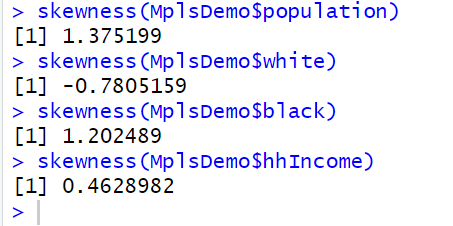 > skewness(MplsDemo$population)
[1] 1.375199
> skewness(MplsDemo$white)
[1] -0.7805159
> skewness(MplsDemo$black)
[1] 1.202489
> skewness(MplsDemo$hhIncome)
[1] 0.4628982
>